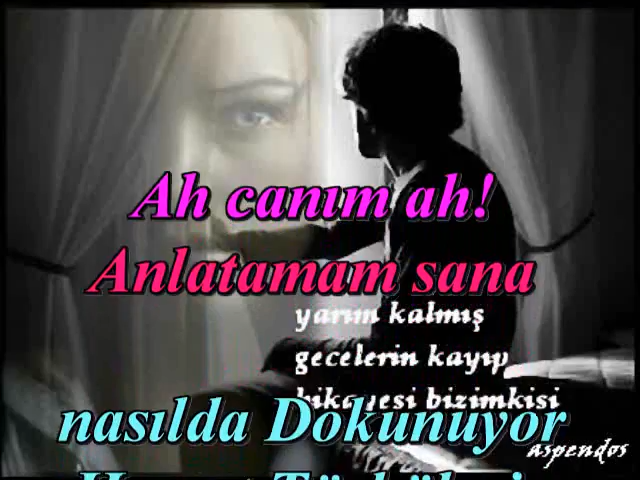 Ah canım ah!
Anlatamam sana
yarım kalmış
gecelerin kayıp
hikayesi bizimkisi
nasılda Dokunuyor
aspendos